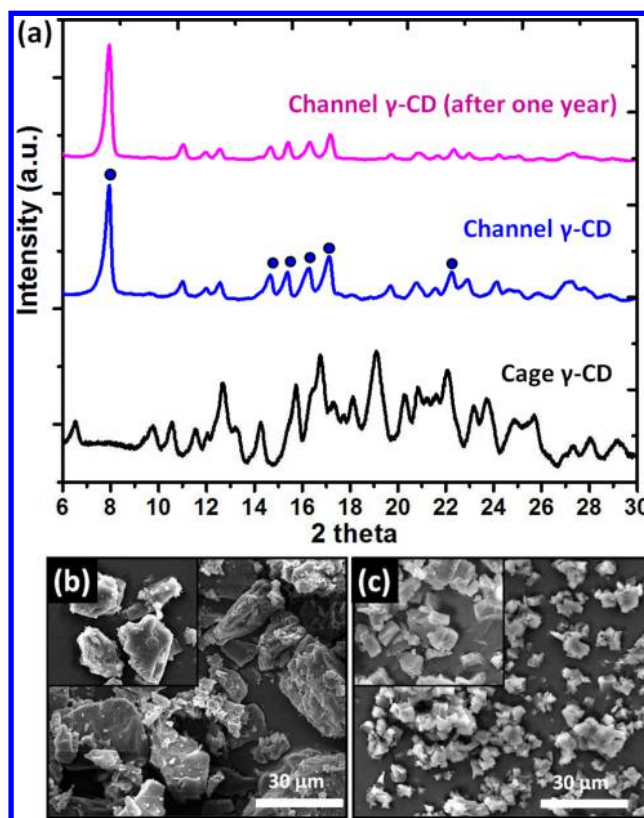 (a)
Channel γ-CD (after one year)
Channel γ-CD
Cage γ-CD
Intensity (a.u.)
6 8 10 12 14 16 18 20 22 24 26 28 30
2 theta
(b) (c)
30 μm 30 μm